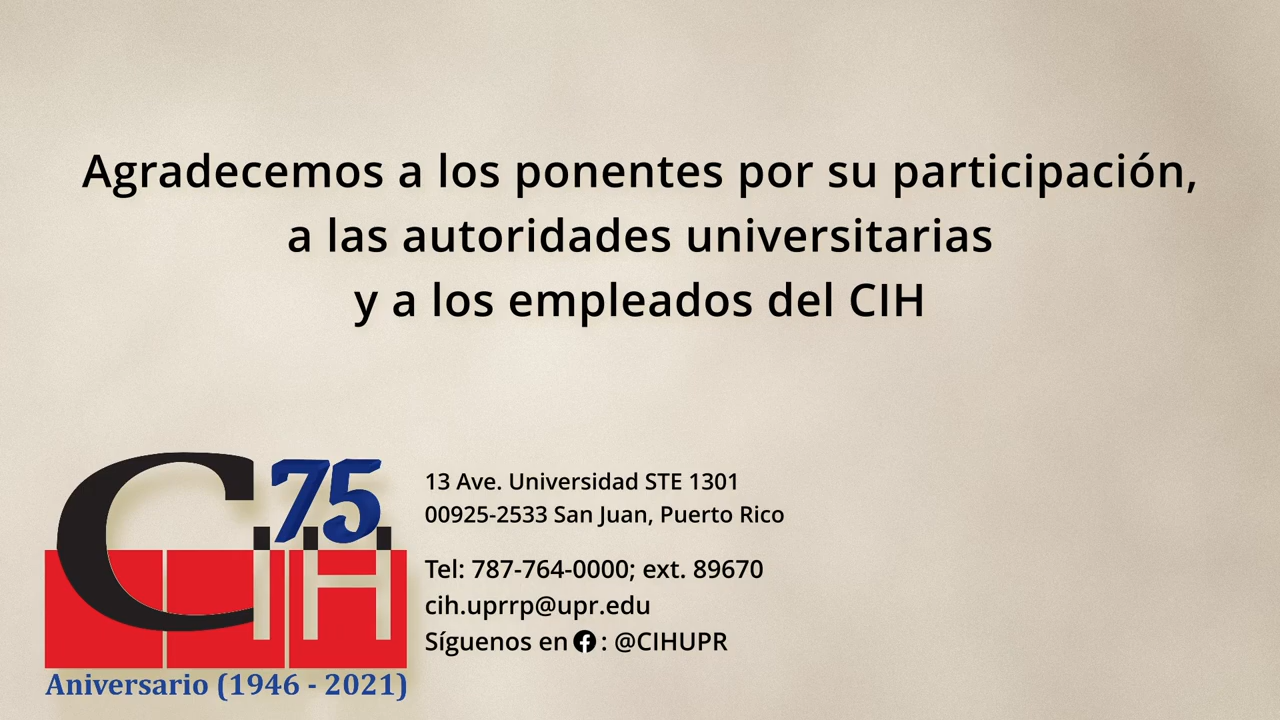 Agradecemos a los ponentes por su participación,
a las autoridades universitarias
y a los empleados del CIH
CIH
75
Aniversario (1946 - 2021)
13 Ave. Universidad STE 1301
00925-2533 San Juan, Puerto Rico
Tel: 787-764-0000; ext. 89670
cih.uprrp@upr.edu
Síguenos en : @CIHUPR